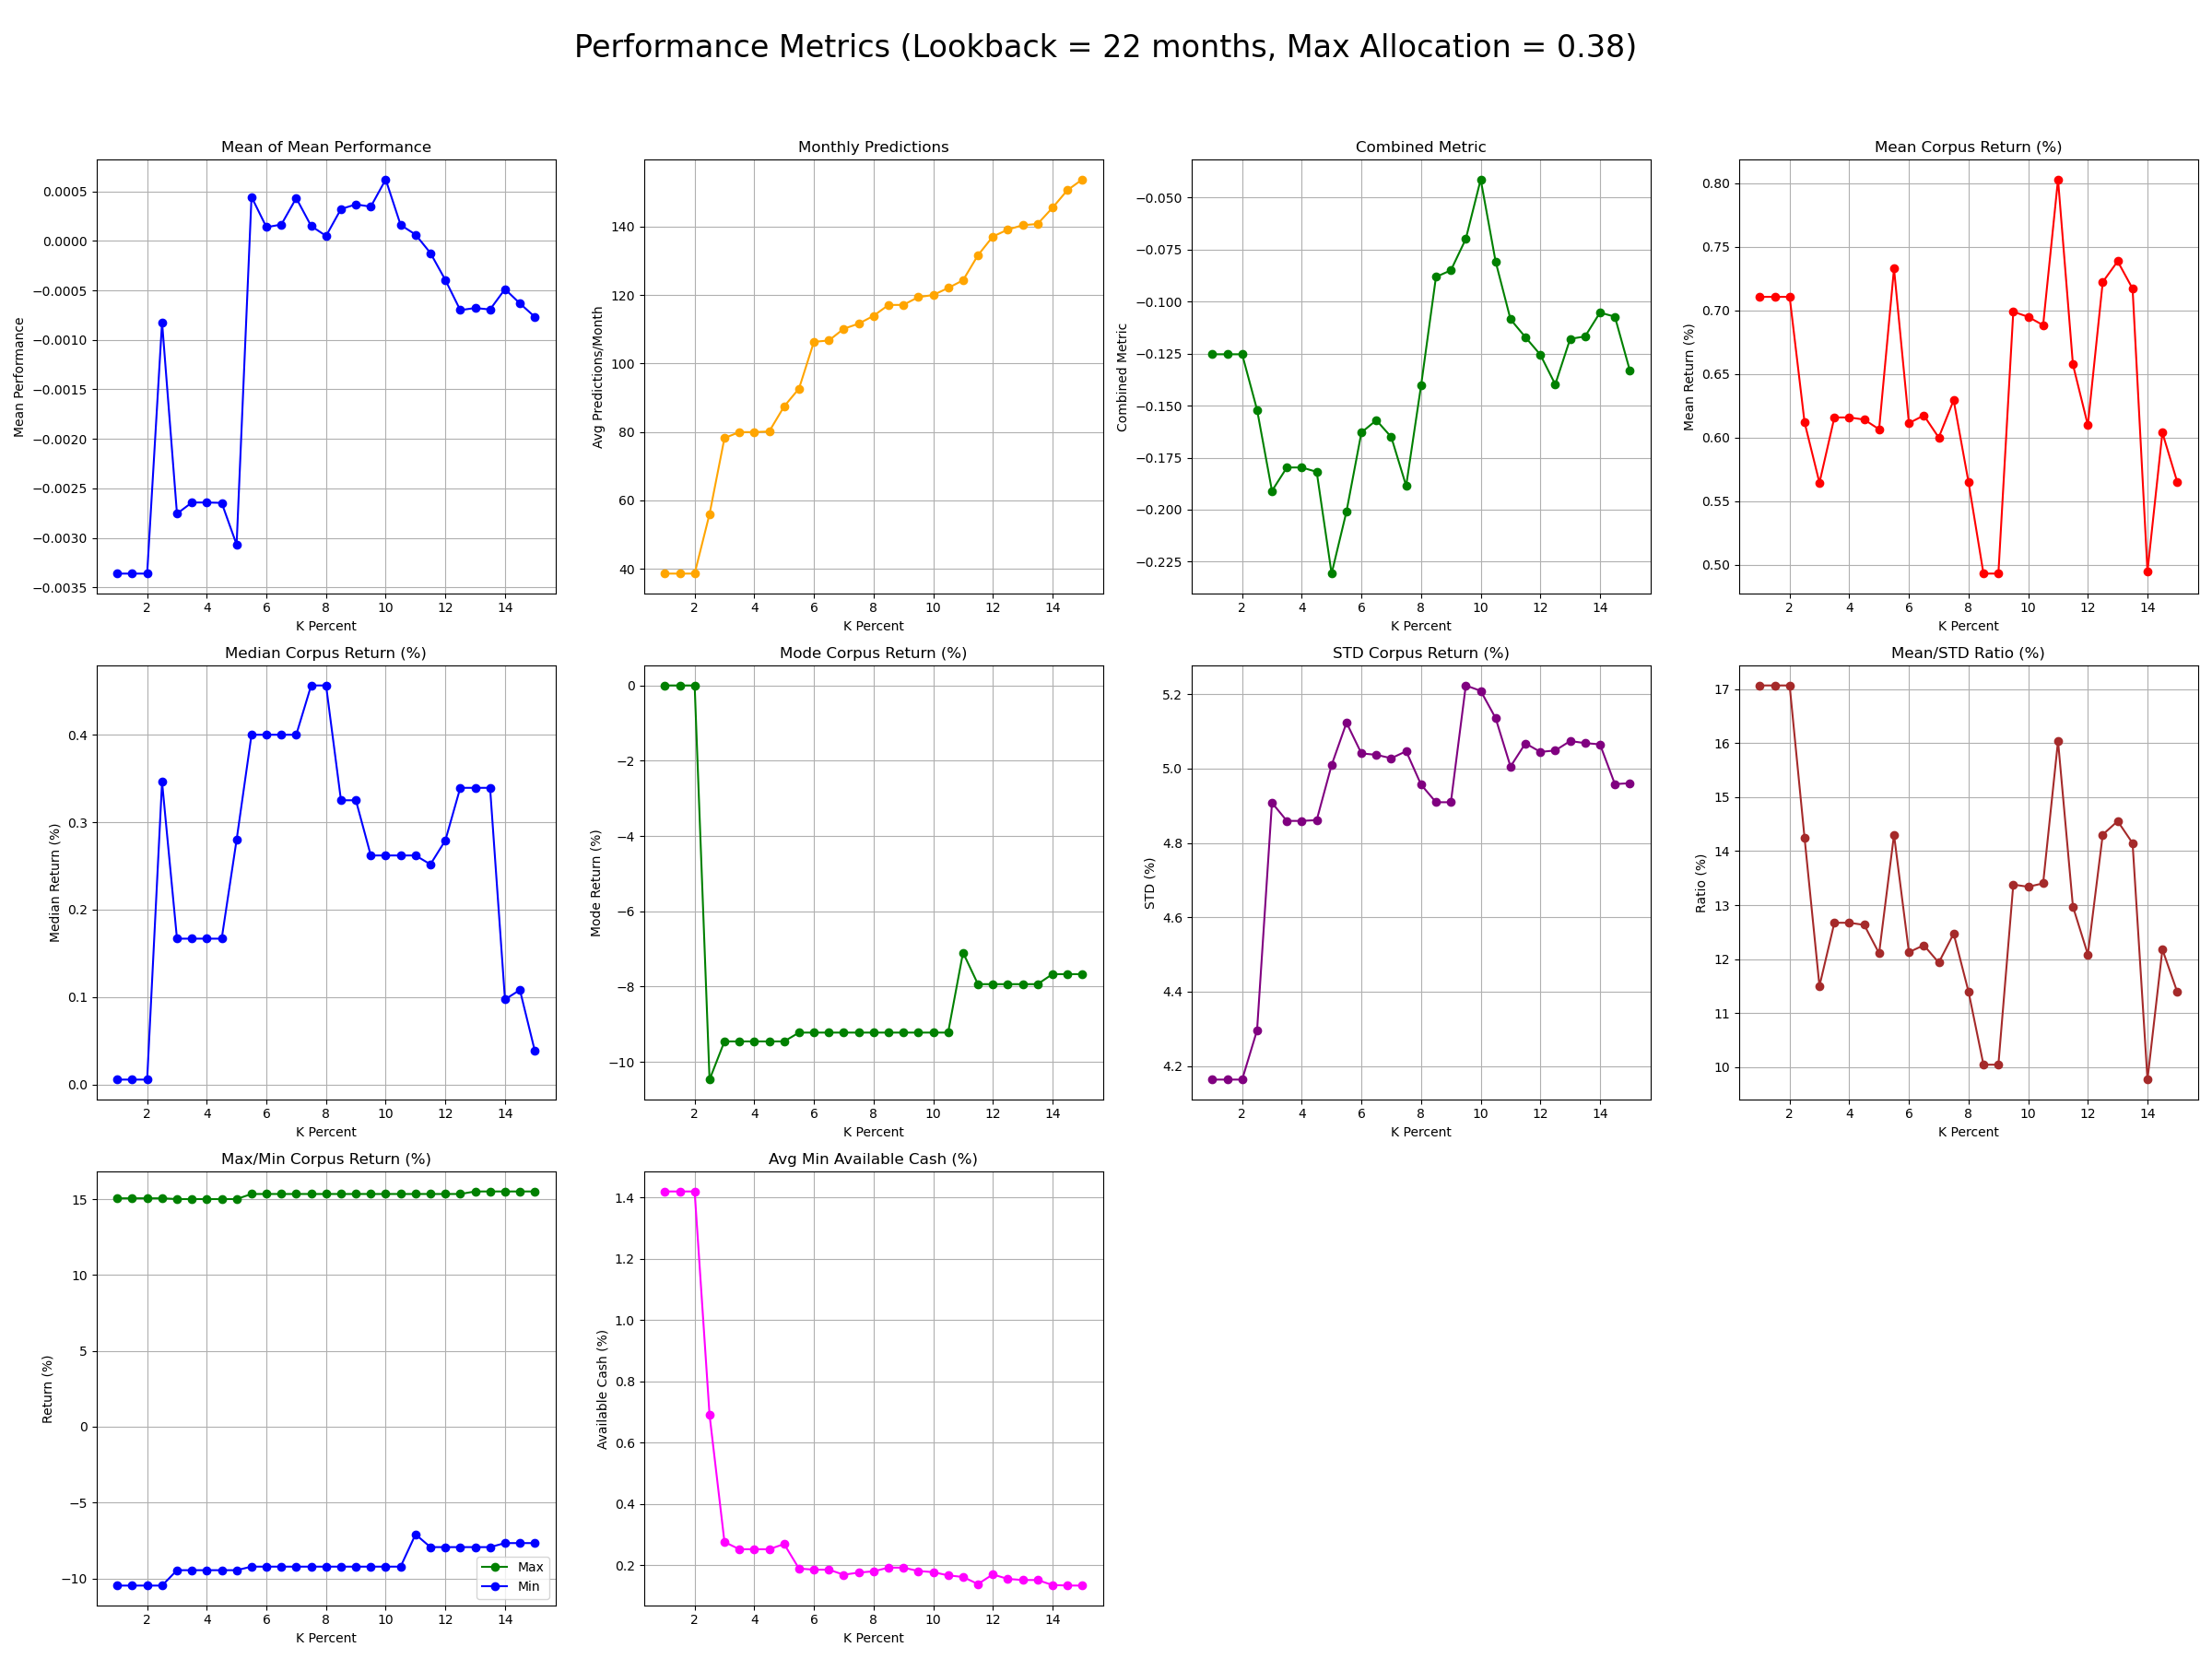 Performance Metrics (Lookback = 22 months, Max Allocation = 0.38)
Mean of Mean Performance
Mean Performance
0.0005
0.0000
−0.0005
−0.0010
−0.0015
−0.0020
−0.0025
−0.0030
−0.0035
2 4 6 8 10 12 14
K Percent
Monthly Predictions
Avg Predictions/Month
140
120
100
80
60
40
2 4 6 8 10 12 14
K Percent
Combined Metric
Combined Metric
−0.050
−0.075
−0.100
−0.125
−0.150
−0.175
−0.200
−0.225
2 4 6 8 10 12 14
K Percent
Mean Corpus Return (%)
Mean Return (%)
0.80
0.75
0.70
0.65
0.60
0.55
0.50
2 4 6 8 10 12 14
K Percent
Median Corpus Return (%)
Median Return (%)
0.4
0.3
0.2
0.1
0.0
2 4 6 8 10 12 14
K Percent
Mode Corpus Return (%)
Mode Return (%)
0
−2
−4
−6
−8
−10
2 4 6 8 10 12 14
K Percent
STD Corpus Return (%)
STD (%)
5.2
5.0
4.8
4.6
4.4
4.2
2 4 6 8 10 12 14
K Percent
Mean/STD Ratio (%)
Ratio (%)
17
16
15
14
13
12
11
10
2 4 6 8 10 12 14
K Percent
Max/Min Corpus Return (%)
Return (%)
15
10
5
0
−5
−10
Max
Min
2 4 6 8 10 12 14
K Percent
Avg Min Available Cash (%)
Available Cash (%)
1.4
1.2
1.0
0.8
0.6
0.4
0.2
2 4 6 8 10 12 14
K Percent